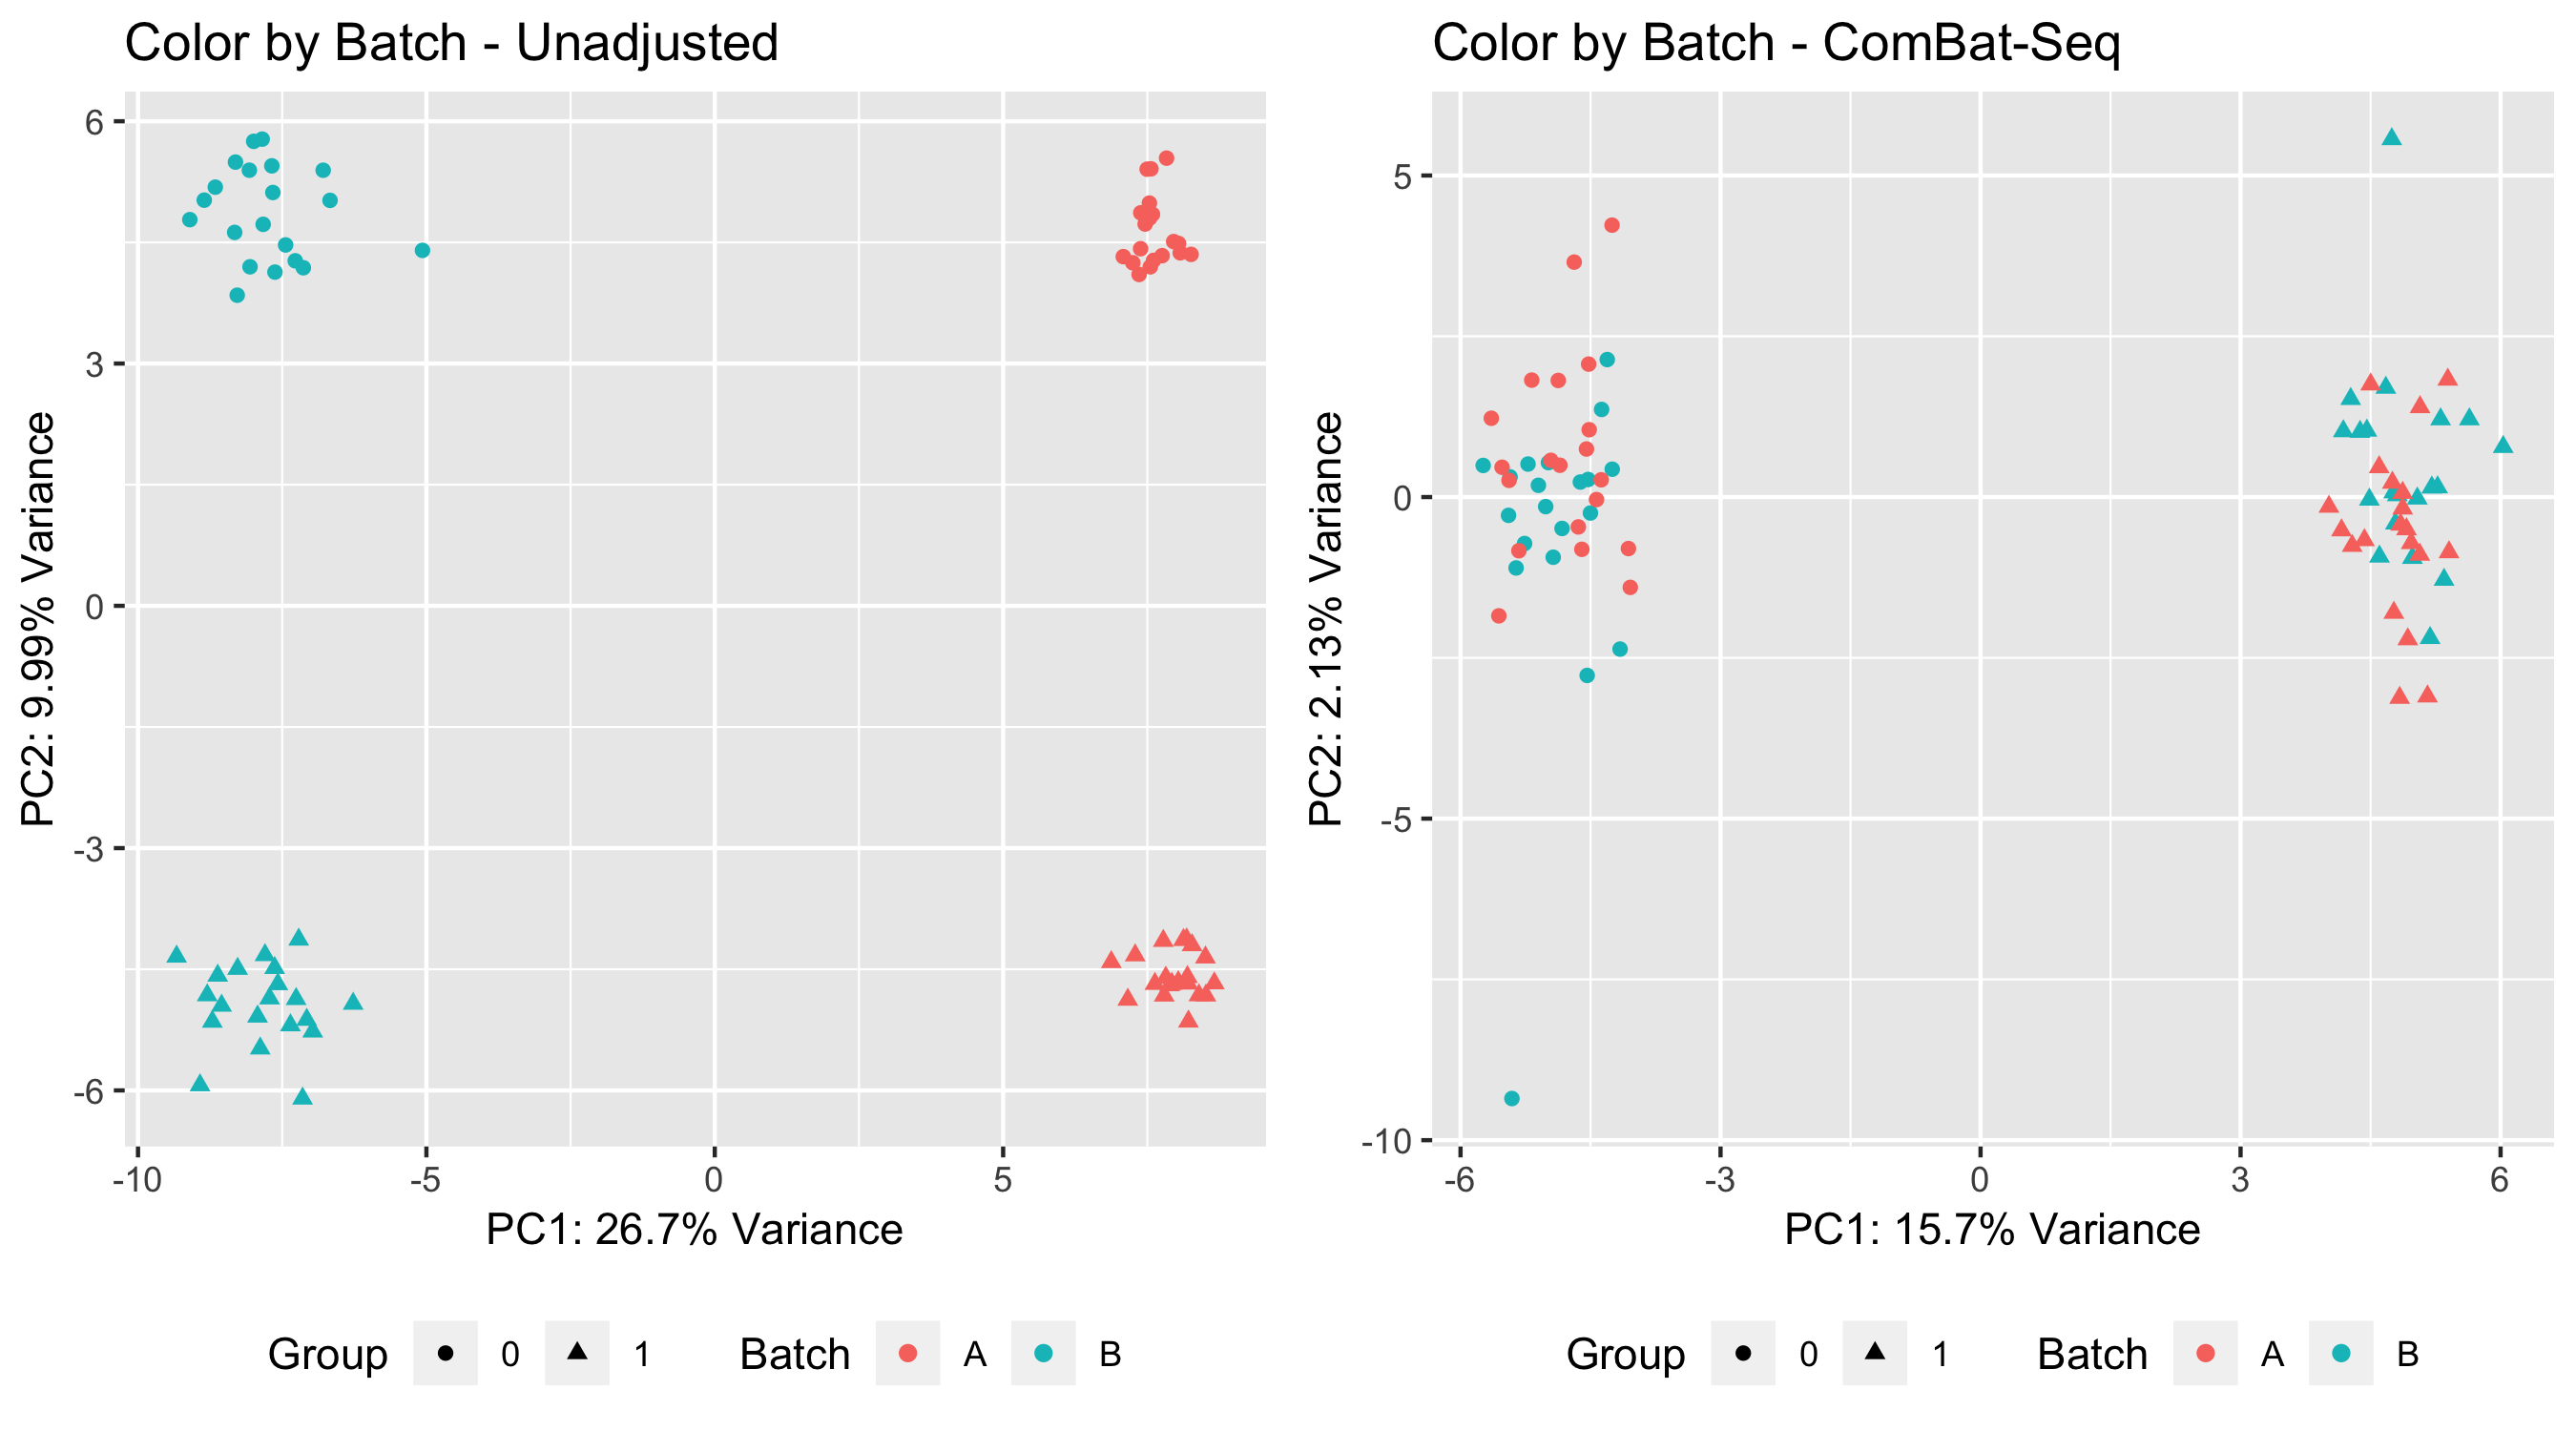 Color by Batch - Unadjusted
6
3
0
-3
-6
PC2: 9.99% Variance
-10 -5 0 5
PC1: 26.7% Variance
Group 0 1 Batch A B
Color by Batch - ComBat-Seq
5
0
-5
-10
PC2: 2.13% Variance
-6 -3 0 3 6
PC1: 15.7% Variance
Group 0 1 Batch A B